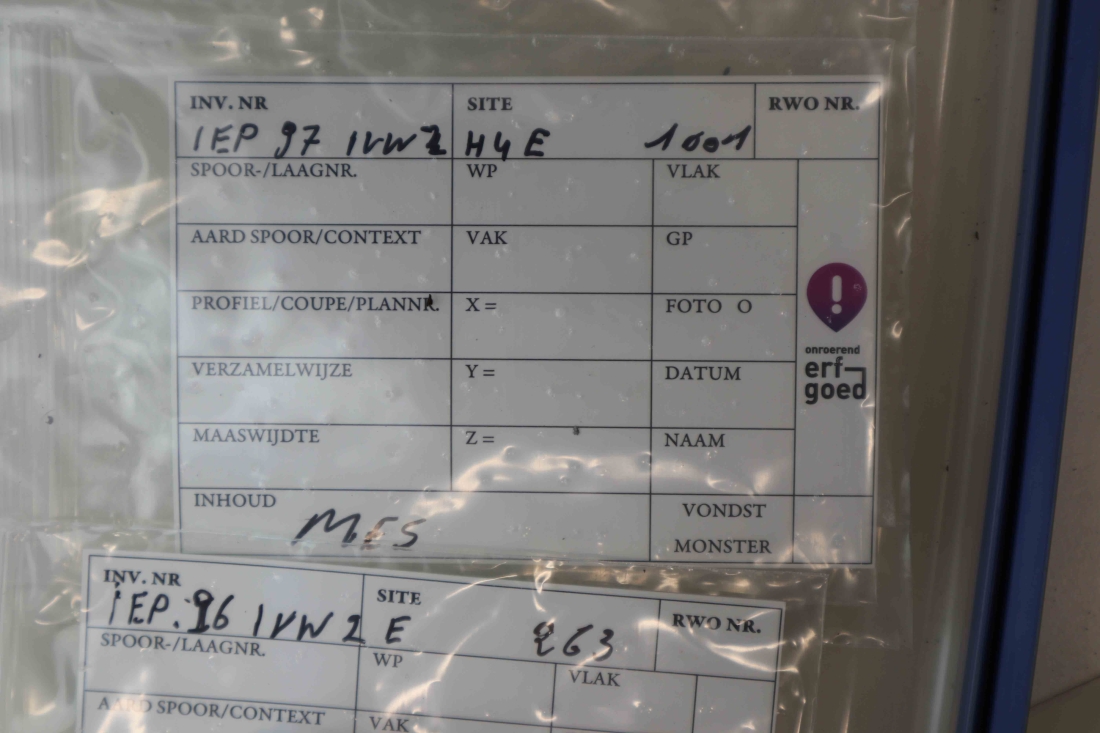 INV. NR SITE RWO NR.
IEP 97 IVWZ H4E 1001
SPOOR-/LAAGNR. WP VLAK
AARD SPOOR/CONTEXT VAK GP
PROFIEL/COUPE/PLANNR. X = FOTO O
onroerend
erf-
goed
VERZAMELWIJZE Y = DATUM
MAASWIJDTE Z = NAAM
INHOUD VONDST
MES MONSTER
INV. NR SITE RWO NR.
IEP. 96 IVWZ E 263
SPOOR-/LAAGNR. WP VLAK
AARD SPOOR/CONTEXT VAK